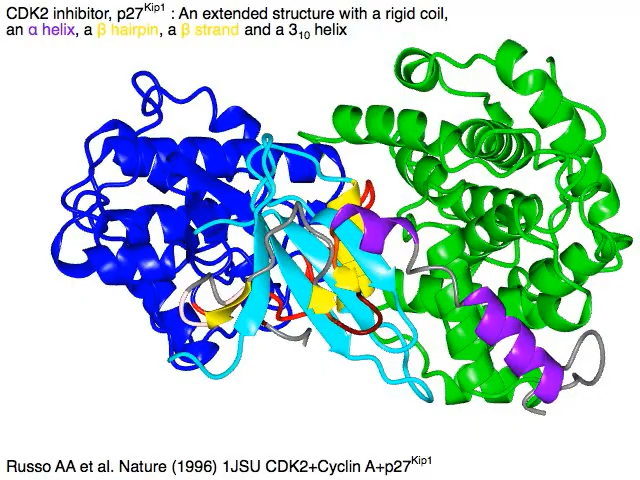 CDK2 inhibitor, p27Kip1 : An extended structure with a rigid coil,
an α helix, a β hairpin, a β strand and a 310 helix
Russo AA et al. Nature (1996) 1JSU CDK2+Cyclin A+p27Kip1